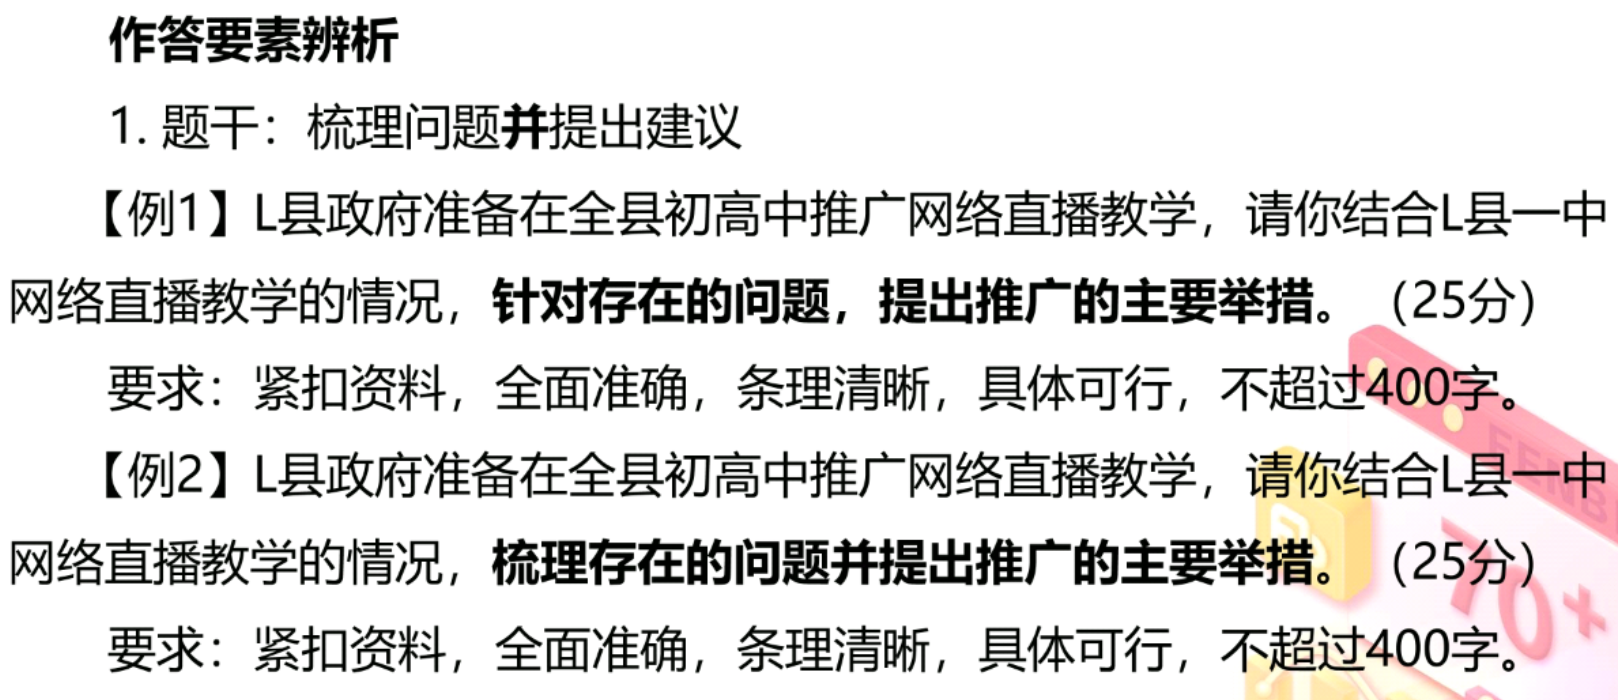 作答要素辨析
1. 题干：梳理问题并提出建议
【例1】L县政府准备在全县初高中推广网络直播教学，请你结合L县一中
网络直播教学的情况，针对存在的问题，提出推广的主要举措。（25分）
要求：紧扣资料，全面准确，条理清晰，具体可行，不超过400字。
【例2】L县政府准备在全县初高中推广网络直播教学，请你结合L县一中
网络直播教学的情况，梳理存在的问题并提出推广的主要举措。（25分）
要求：紧扣资料，全面准确，条理清晰，具体可行，不超过400字。
70+